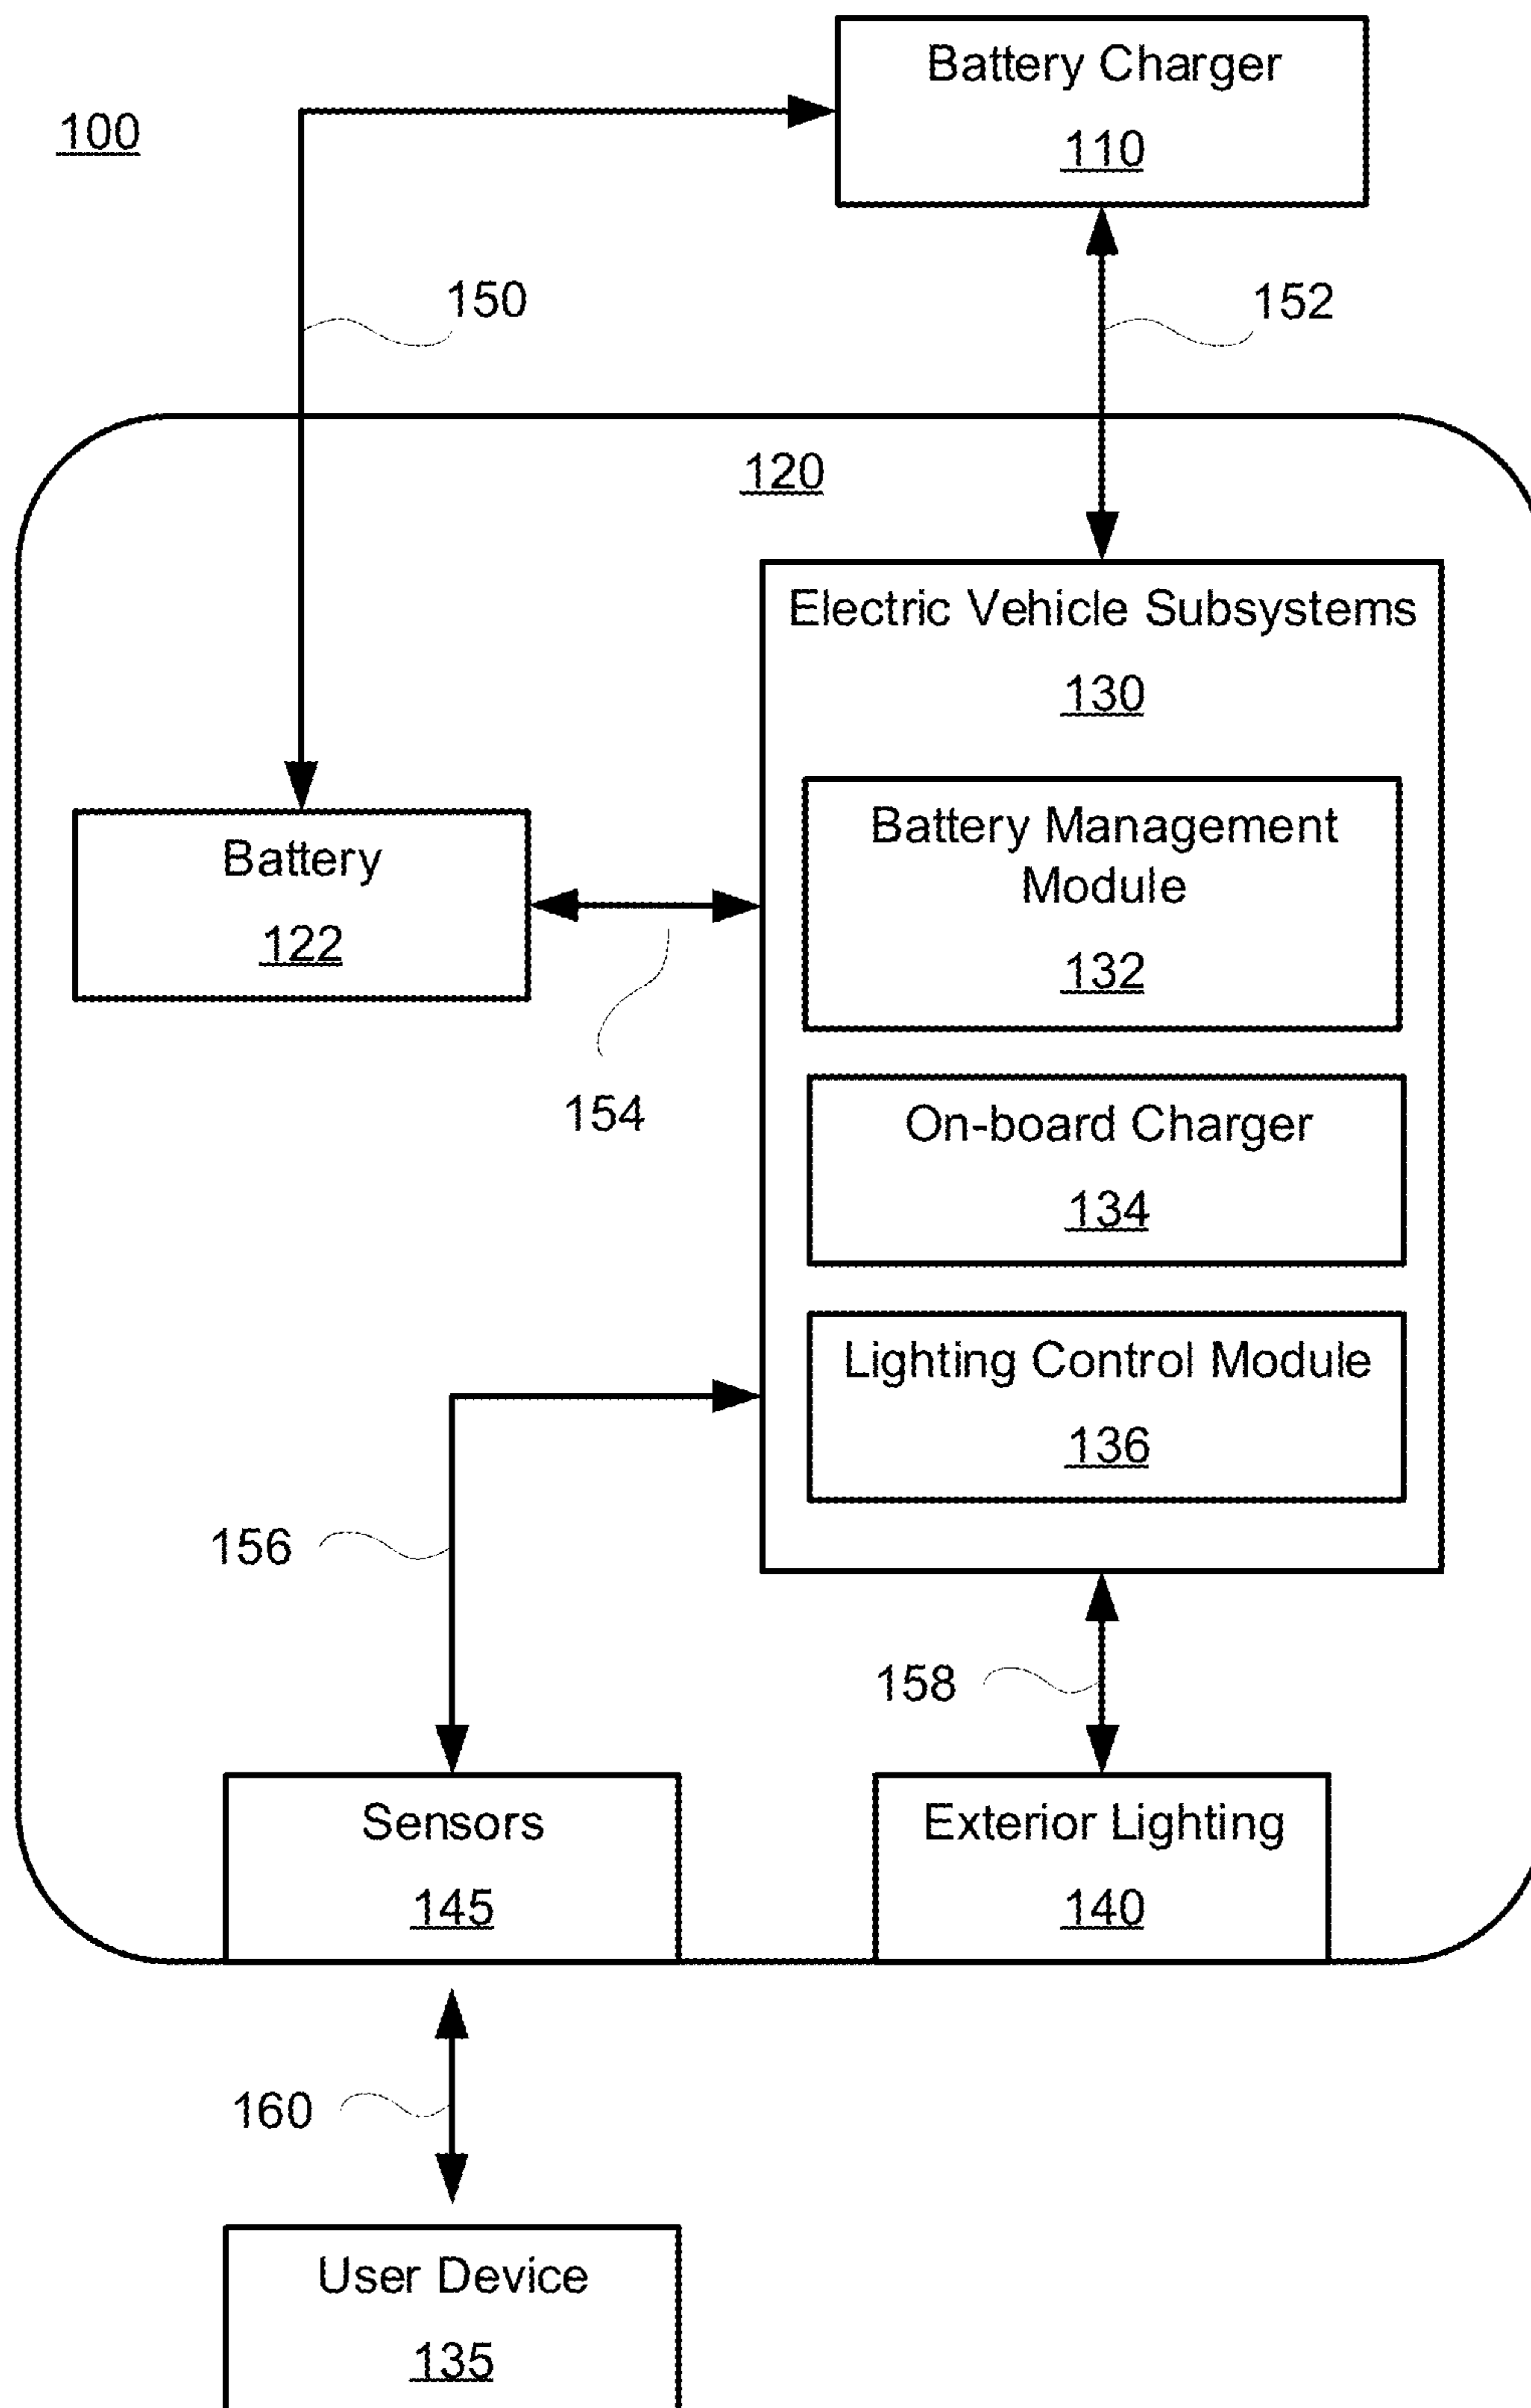 Battery Charger
110
100
150
152
120
Electric Vehicle Subsystems
130
Battery Management
Module
132
Battery
122
154
On-board Charger
134
Lighting Control Module
136
156
158
Sensors
145
Exterior Lighting
140
160
User Device
135